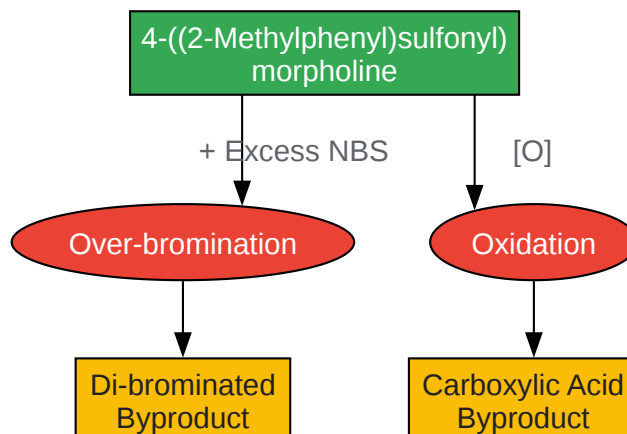 4-((2-Methylphenyl)sulfonyl)
morpholine
+ Excess NBS
[O]
Over-bromination
Oxidation
Di-brominated
Byproduct
Carboxylic Acid
Byproduct